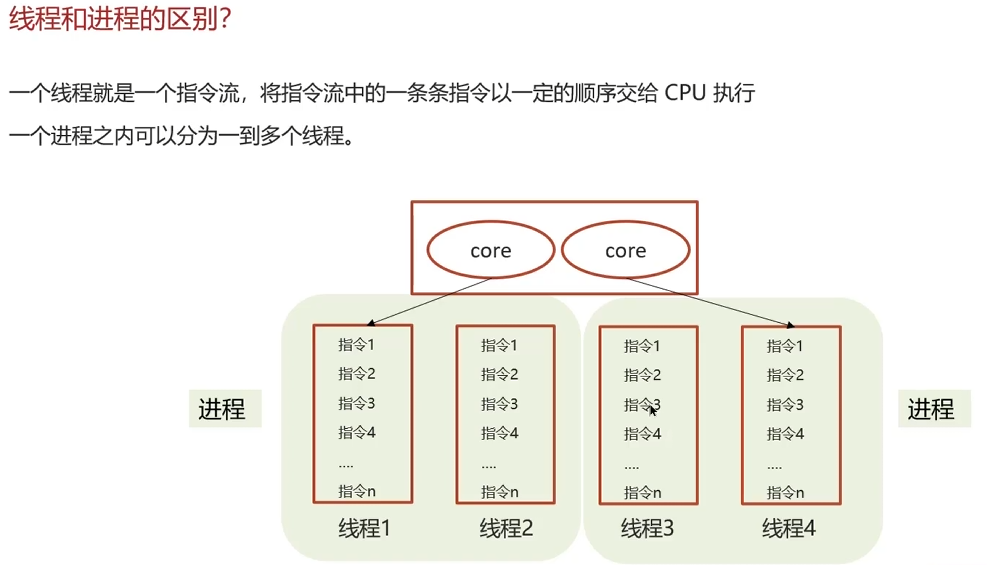 线程和进程的区别？
一个线程就是一个指令流，将指令流中的一条条指令以一定的顺序交给 CPU 执行
一个进程之内可以分为一到多个线程。
core
core
进程
指令1
指令2
指令3
指令4
....
指令n
线程1
指令1
指令2
指令3
指令4
....
指令n
线程2
指令1
指令2
指令3
指令4
....
指令n
线程3
指令1
指令2
指令3
指令4
....
指令n
线程4
进程